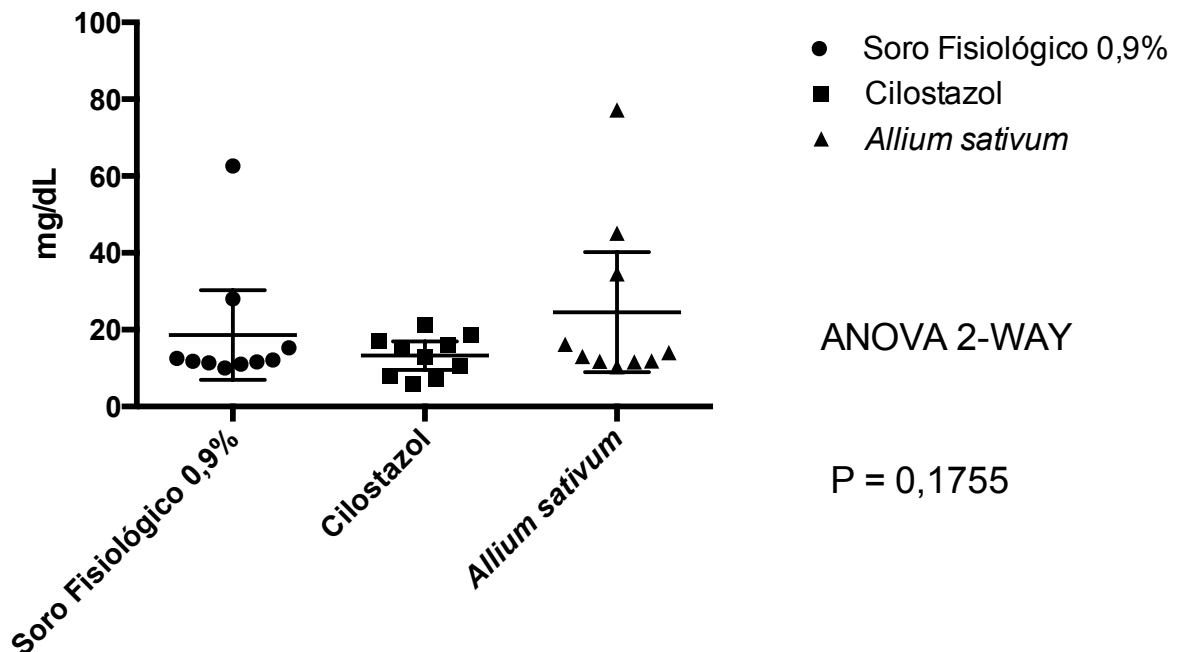 100
80
60
40
20
0
mg/dL
Soro Fisiológico 0,9%
Cilostazol
Allium sativum
Soro Fisiológico 0,9%
Cilostazol
Allium sativum
ANOVA 2-WAY
P = 0,1755